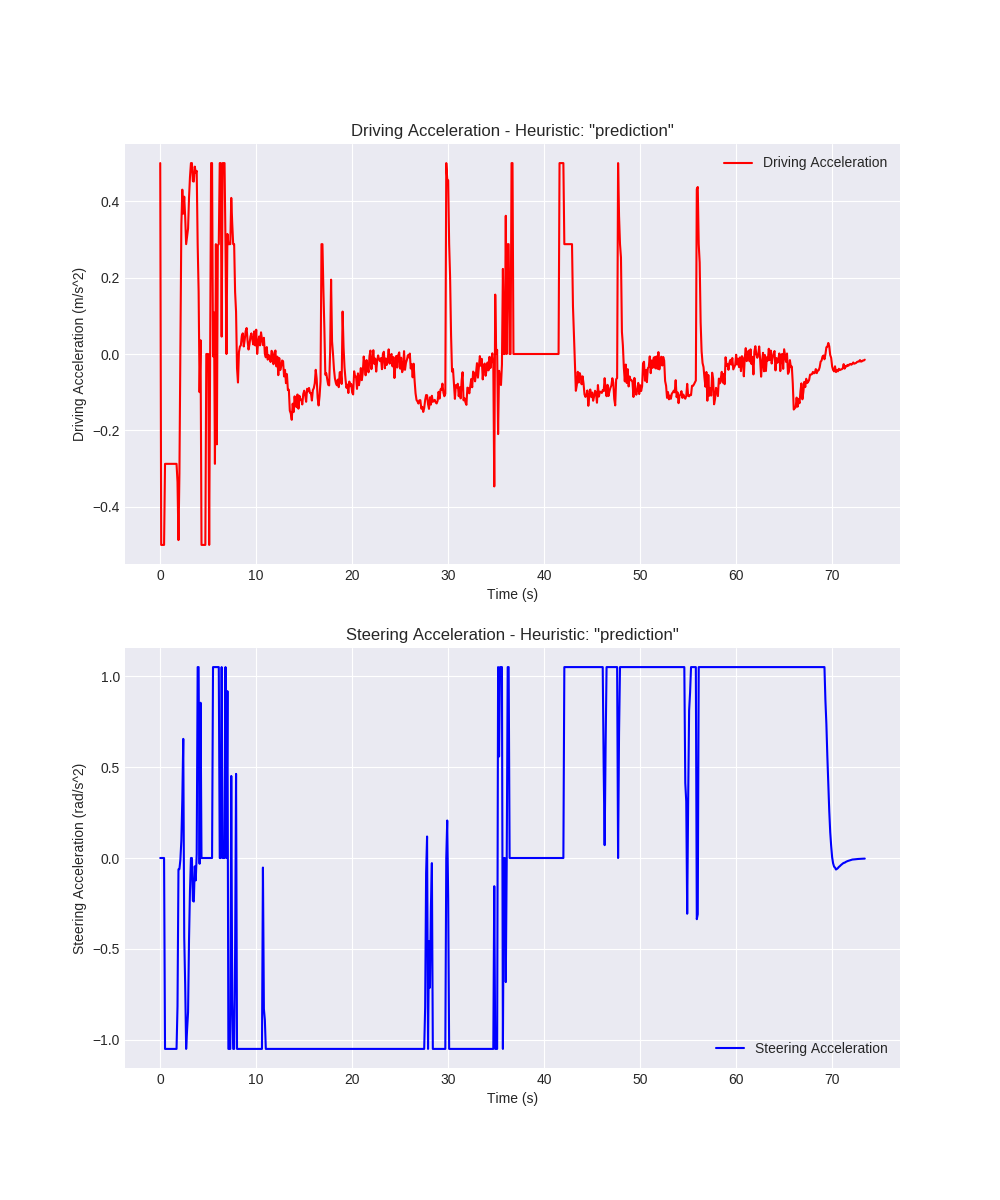 Driving Acceleration - Heuristic: "prediction"
Driving Acceleration
Driving Acceleration (m/s^2)
0.4
0.2
0.0
−0.2
−0.4
0 10 20 30 40 50 60 70
Time (s)
Steering Acceleration - Heuristic: "prediction"
Steering Acceleration (rad/s^2)
1.0
0.5
0.0
−0.5
−1.0
Steering Acceleration
0 10 20 30 40 50 60 70
Time (s)